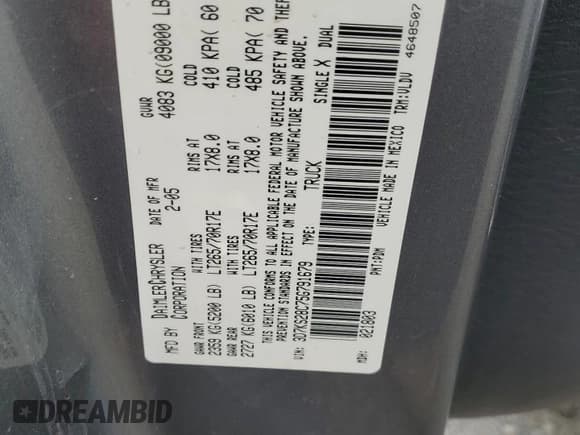 MFD BY DAIMLERCHRYSLER CORPORATION
DATE OF MFR 2-05
GVWR 4083 KG(09000 LB
GAWR FRONT WITH TIRES RIMS AT COLD
2359 KG(5200 LB) LT265/70R17E 17X8.0 410 KPA( 60
GAWR REAR WITH TIRES RIMS AT COLD
2727 KG(6010 LB) LT265/70R17E 17X8.0 485 KPA( 70
THIS VEHICLE CONFORMS TO ALL APPLICABLE FEDERAL MOTOR VEHICLE SAFETY AND THEFT
PREVENTION STANDARDS IN EFFECT ON THE DATE OF MANUFACTURE SHOWN ABOVE.
VIN: 3D7KS28C75G791679 TYPE: TRUCK SINGLE X DUAL
MDH: 021803 PNT:PDM VEHICLE MADE IN MEXICO TRM:VLDV 4648507
DREAMBID